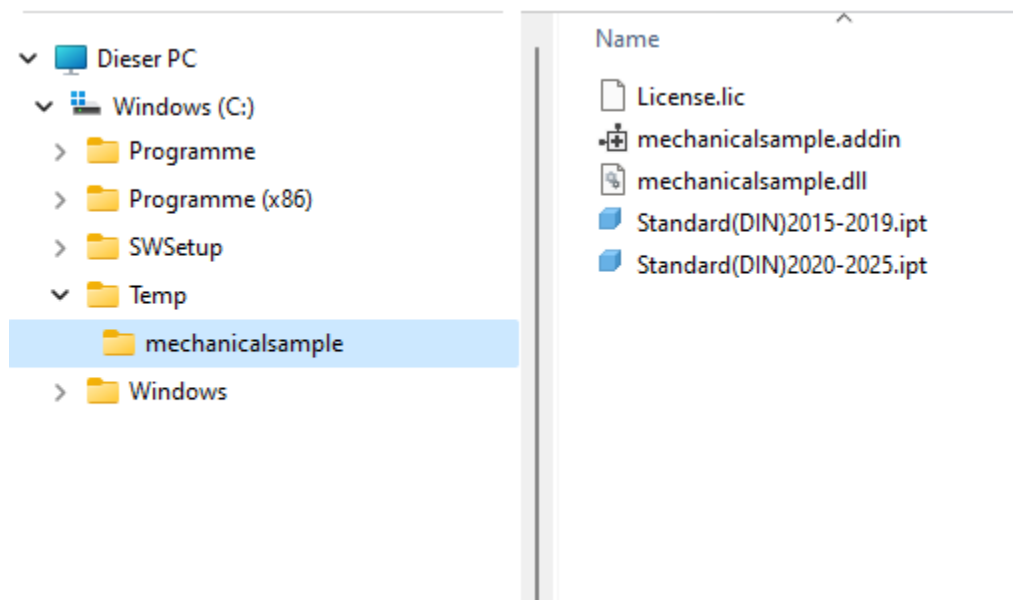 Dieser PC
Windows (C:)
Programme
Programme (x86)
SWSetup
Temp
mechanicalsample
Windows
Name
License.lic
mechanicalsample.addin
mechanicalsample.dll
Standard(DIN)2015-2019.ipt
Standard(DIN)2020-2025.ipt